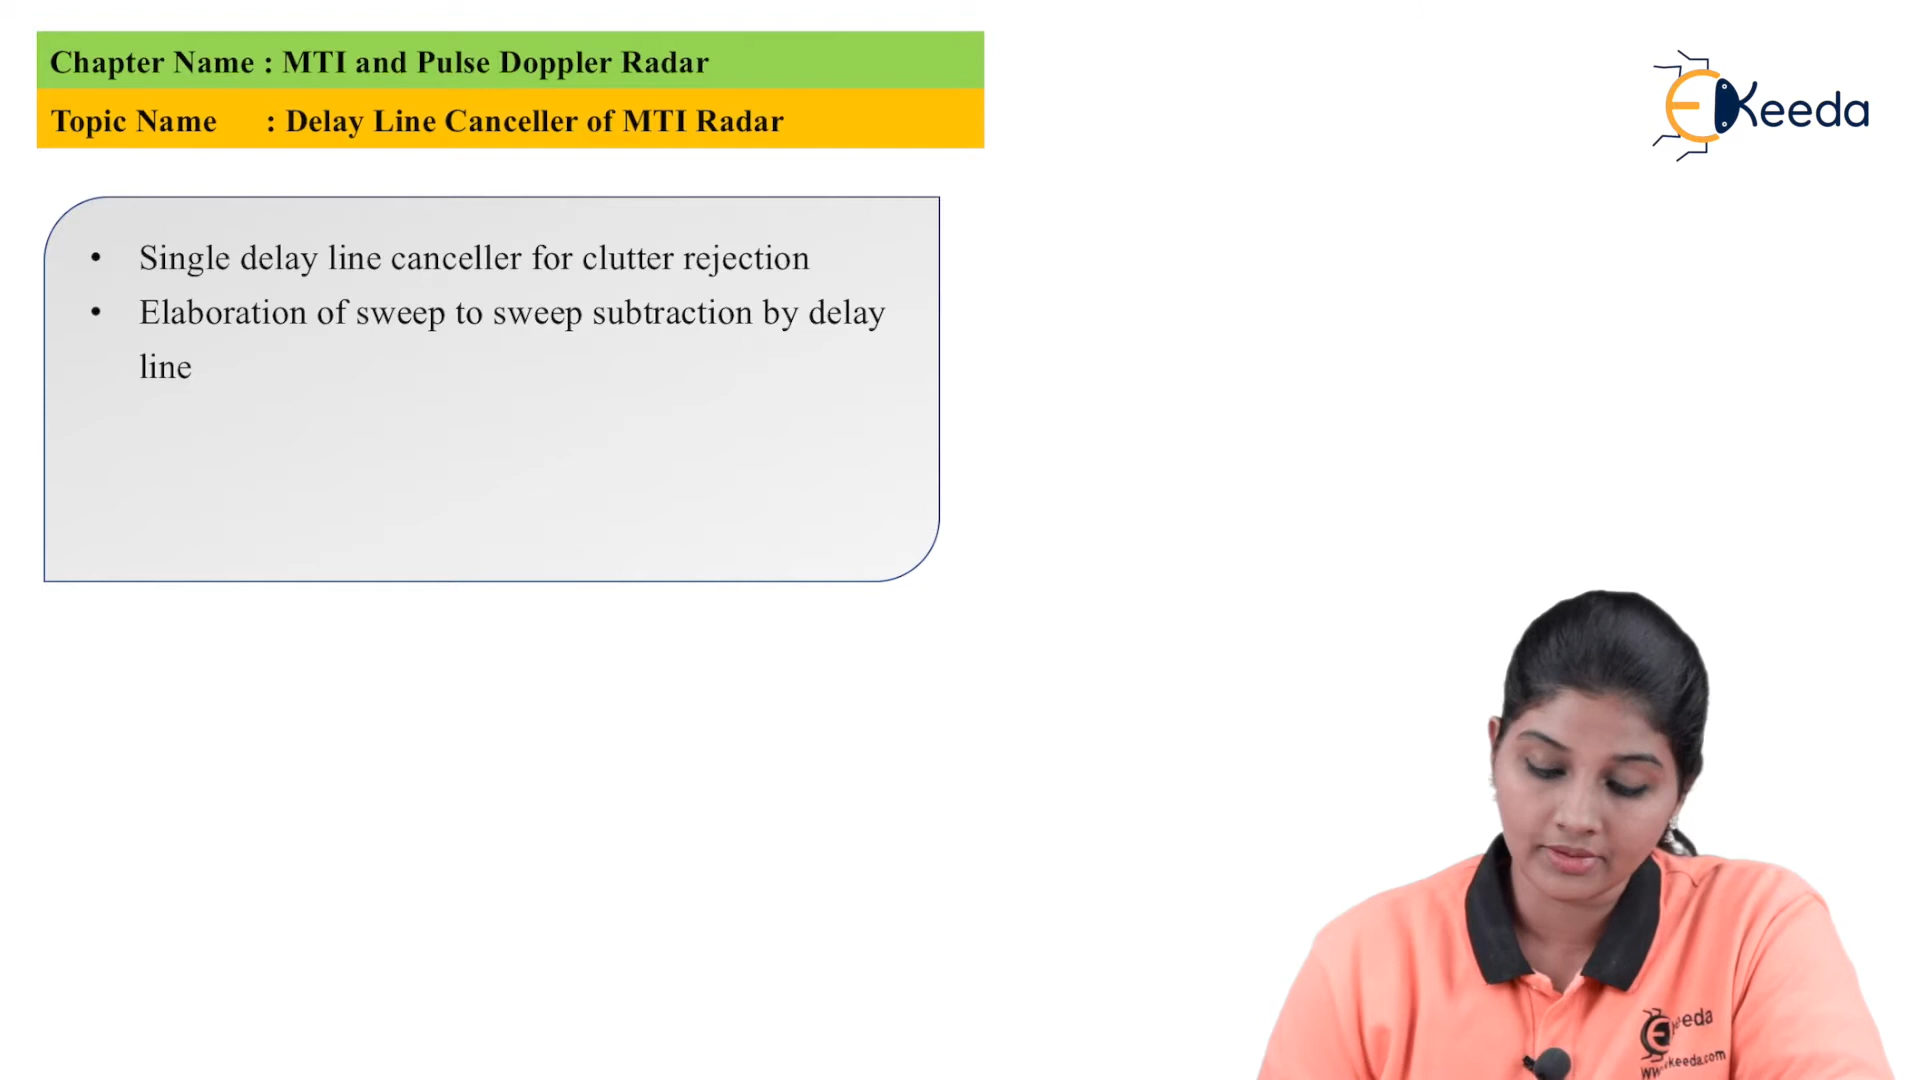 Chapter Name : MTI and Pulse Doppler Radar
Topic Name : Delay Line Canceller of MTI Radar
EKeeda
• Single delay line canceller for clutter rejection
• Elaboration of sweep to sweep subtraction by delay
line